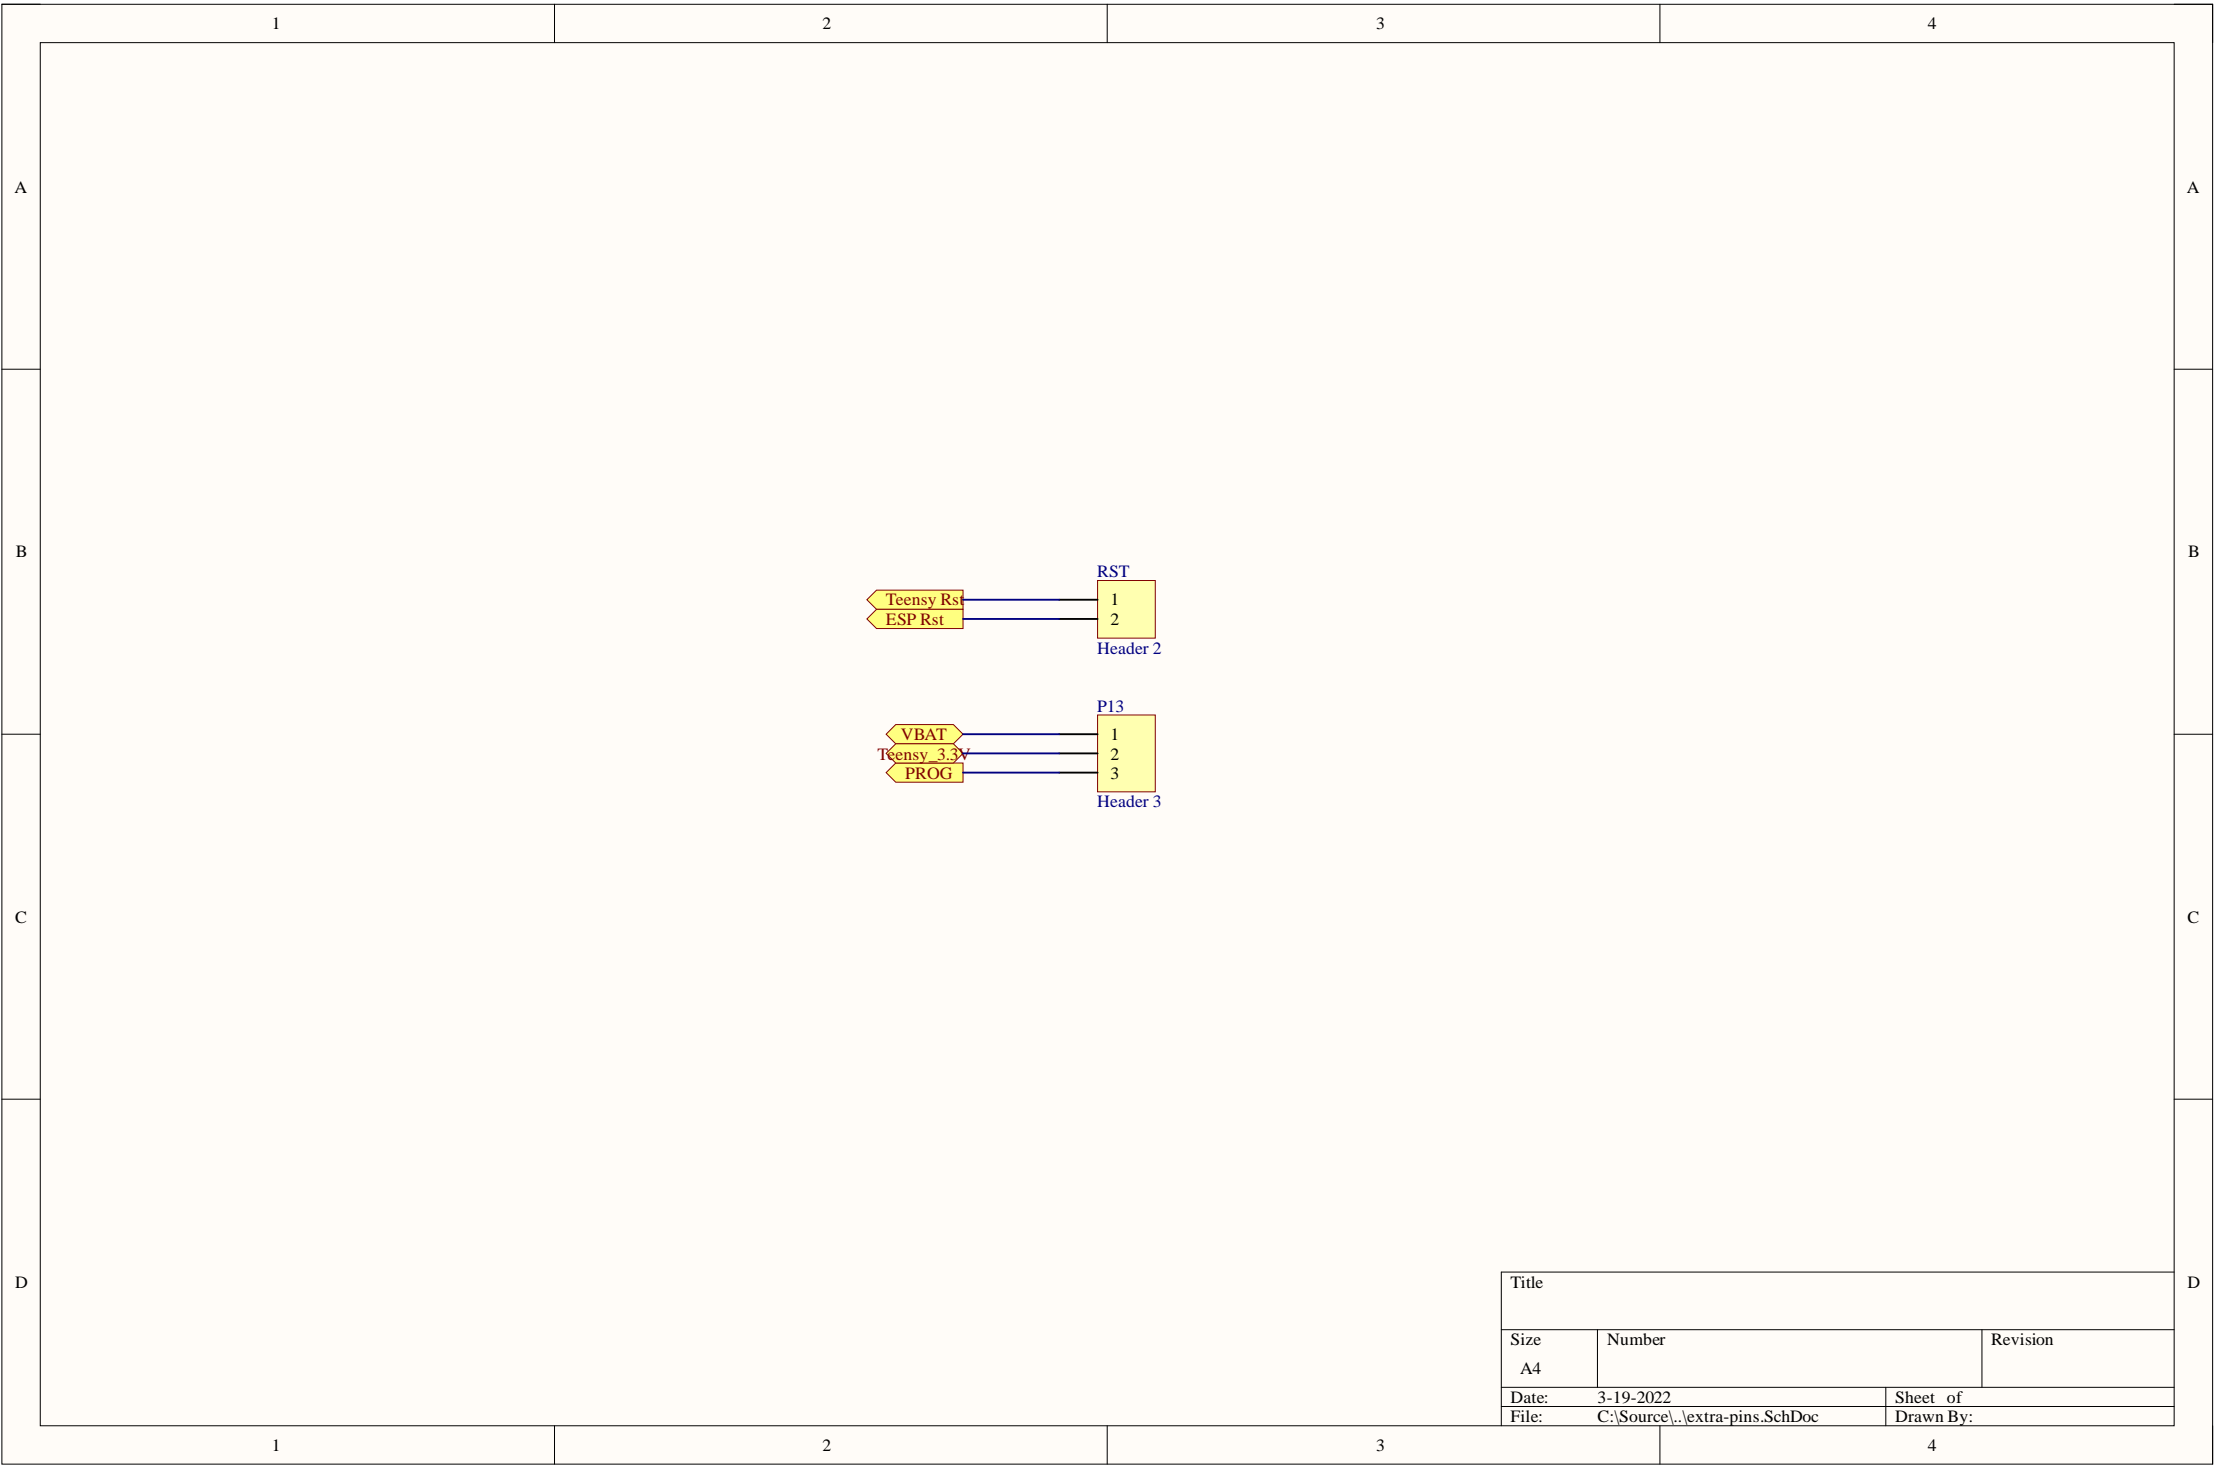 1 2 3 4
A A
B B
RST
Teensy Rst 1
ESP Rst 2
Header 2
P13
VBAT 1
Teensy_3.3V 2
PROG 3
Header 3
C C
D D
Title
Size Number Revision
A4
Date: 3-19-2022 Sheet of
File: C:\Source\..\extra-pins.SchDoc Drawn By:
1 2 3 4